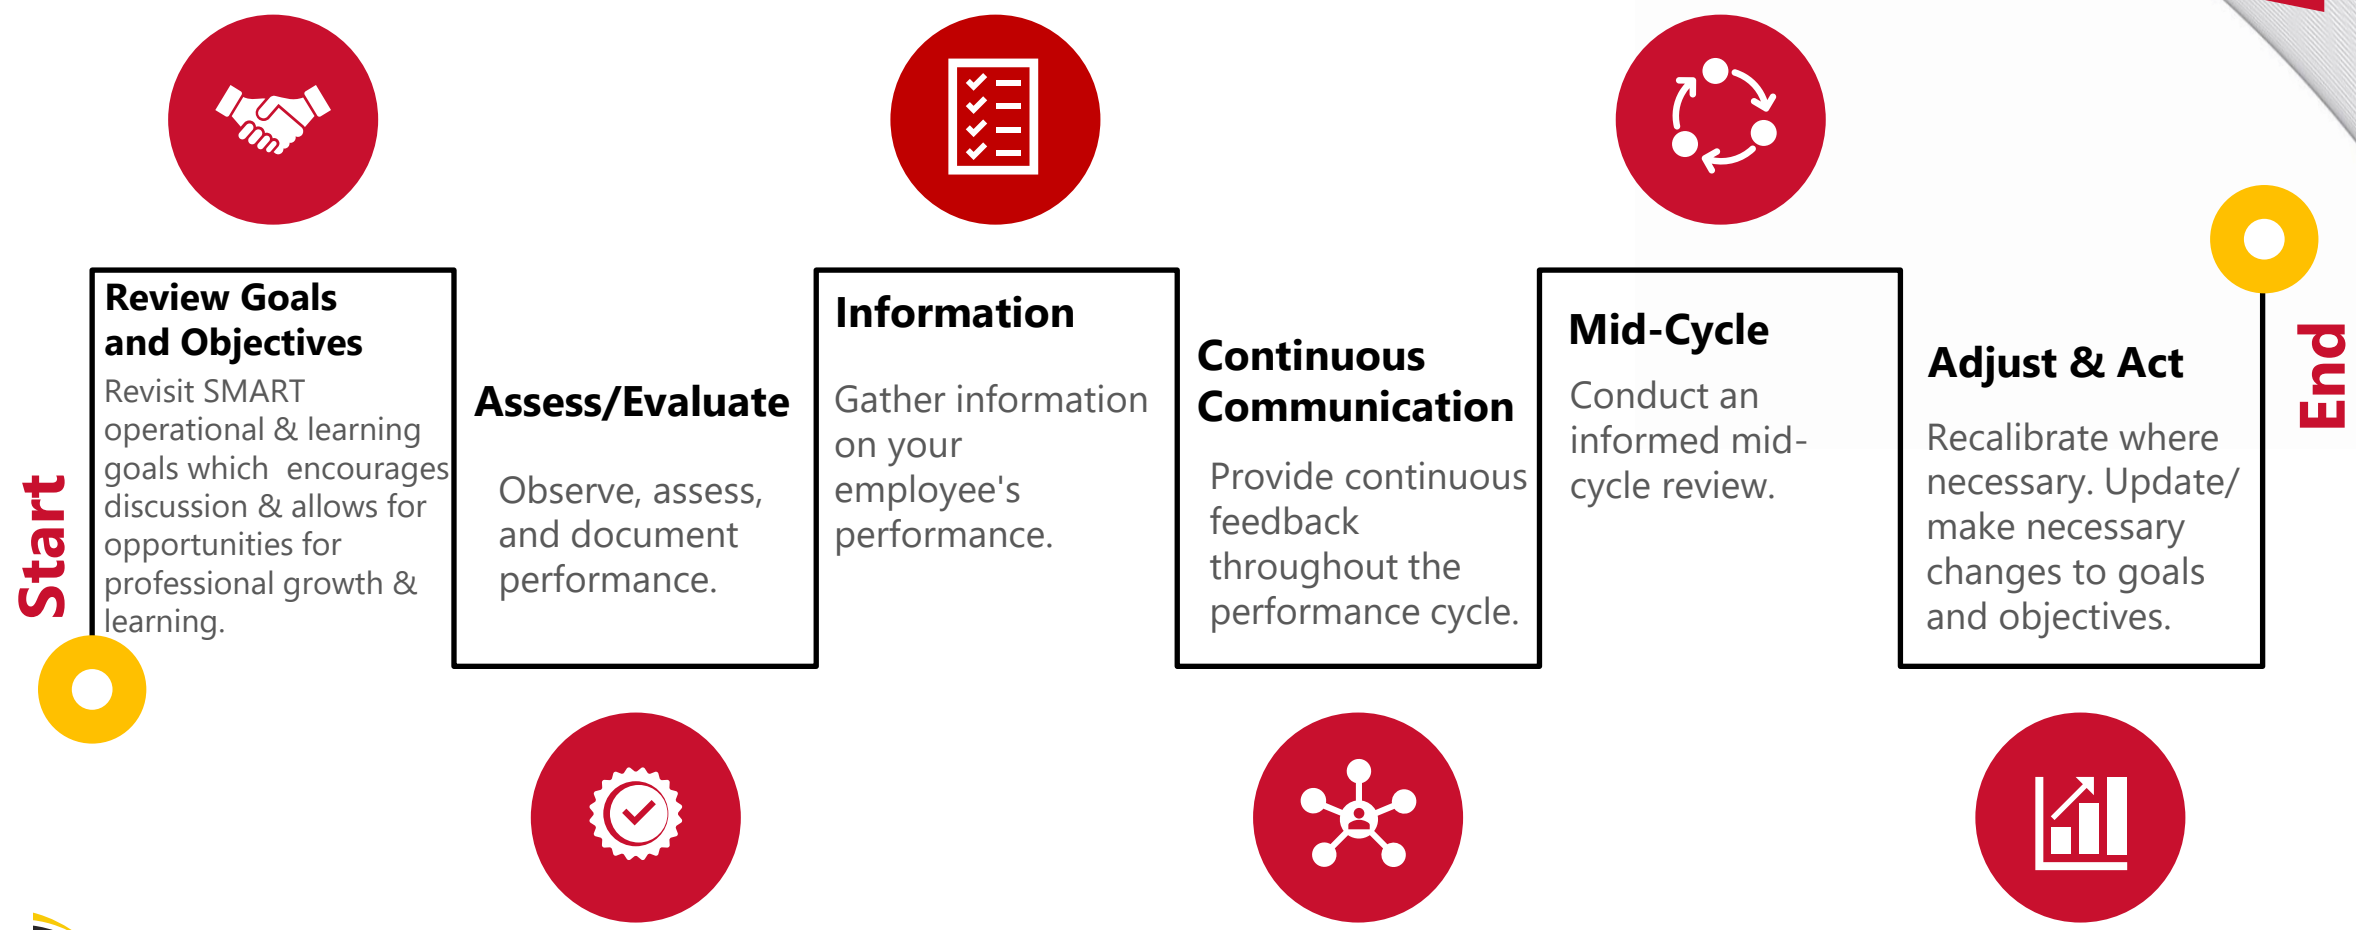 Start
Review Goals
and Objectives
Revisit SMART
operational & learning
goals which encourages
discussion & allows for
opportunities for
professional growth &
learning.
Assess/Evaluate
Observe, assess,
and document
performance.
Information
Gather information
on your
employee's
performance.
Continuous
Communication
Provide continuous
feedback
throughout the
performance cycle.
Mid-Cycle
Conduct an
informed mid-
cycle review.
Adjust & Act
Recalibrate where
necessary. Update/
make necessary
changes to goals
and objectives.
End